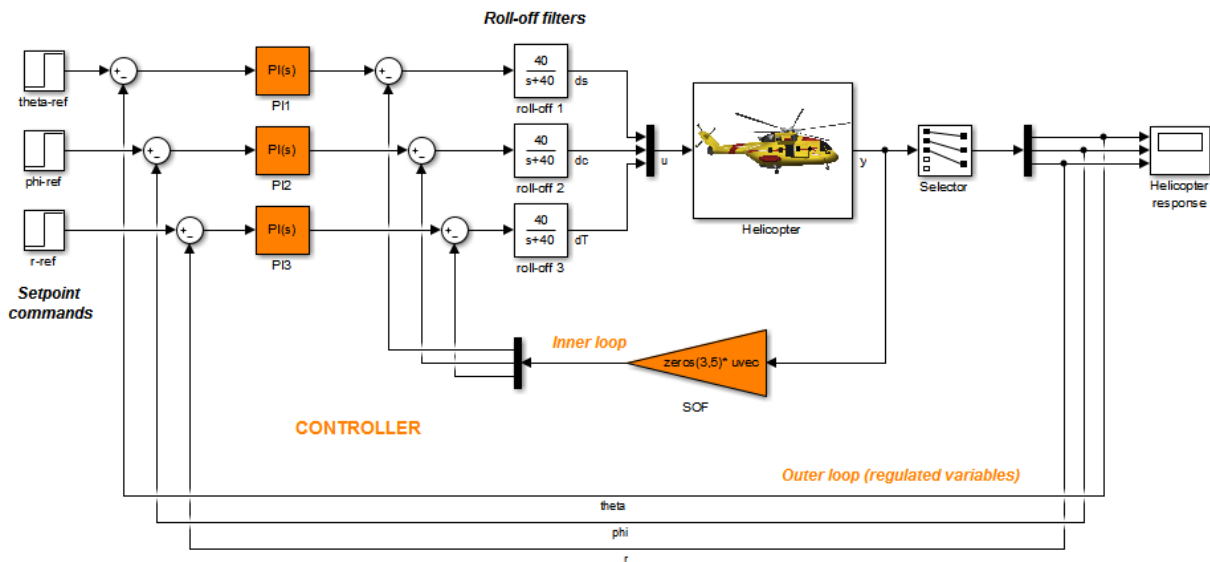 Roll-off filters
theta-ref
+
−
PI(s)
PI1
+
−
40
s+40
ds
roll-off 1
phi-ref
+
−
PI(s)
PI2
+
−
40
s+40
dc
roll-off 2
u
Helicopter
y
Selector
Helicopter
response
r-ref
+
−
PI(s)
PI3
+
−
40
s+40
dT
roll-off 3
Setpoint
commands
Inner loop
zeros(3,5)* uvec
SOF
CONTROLLER
Outer loop (regulated variables)
theta
phi
r